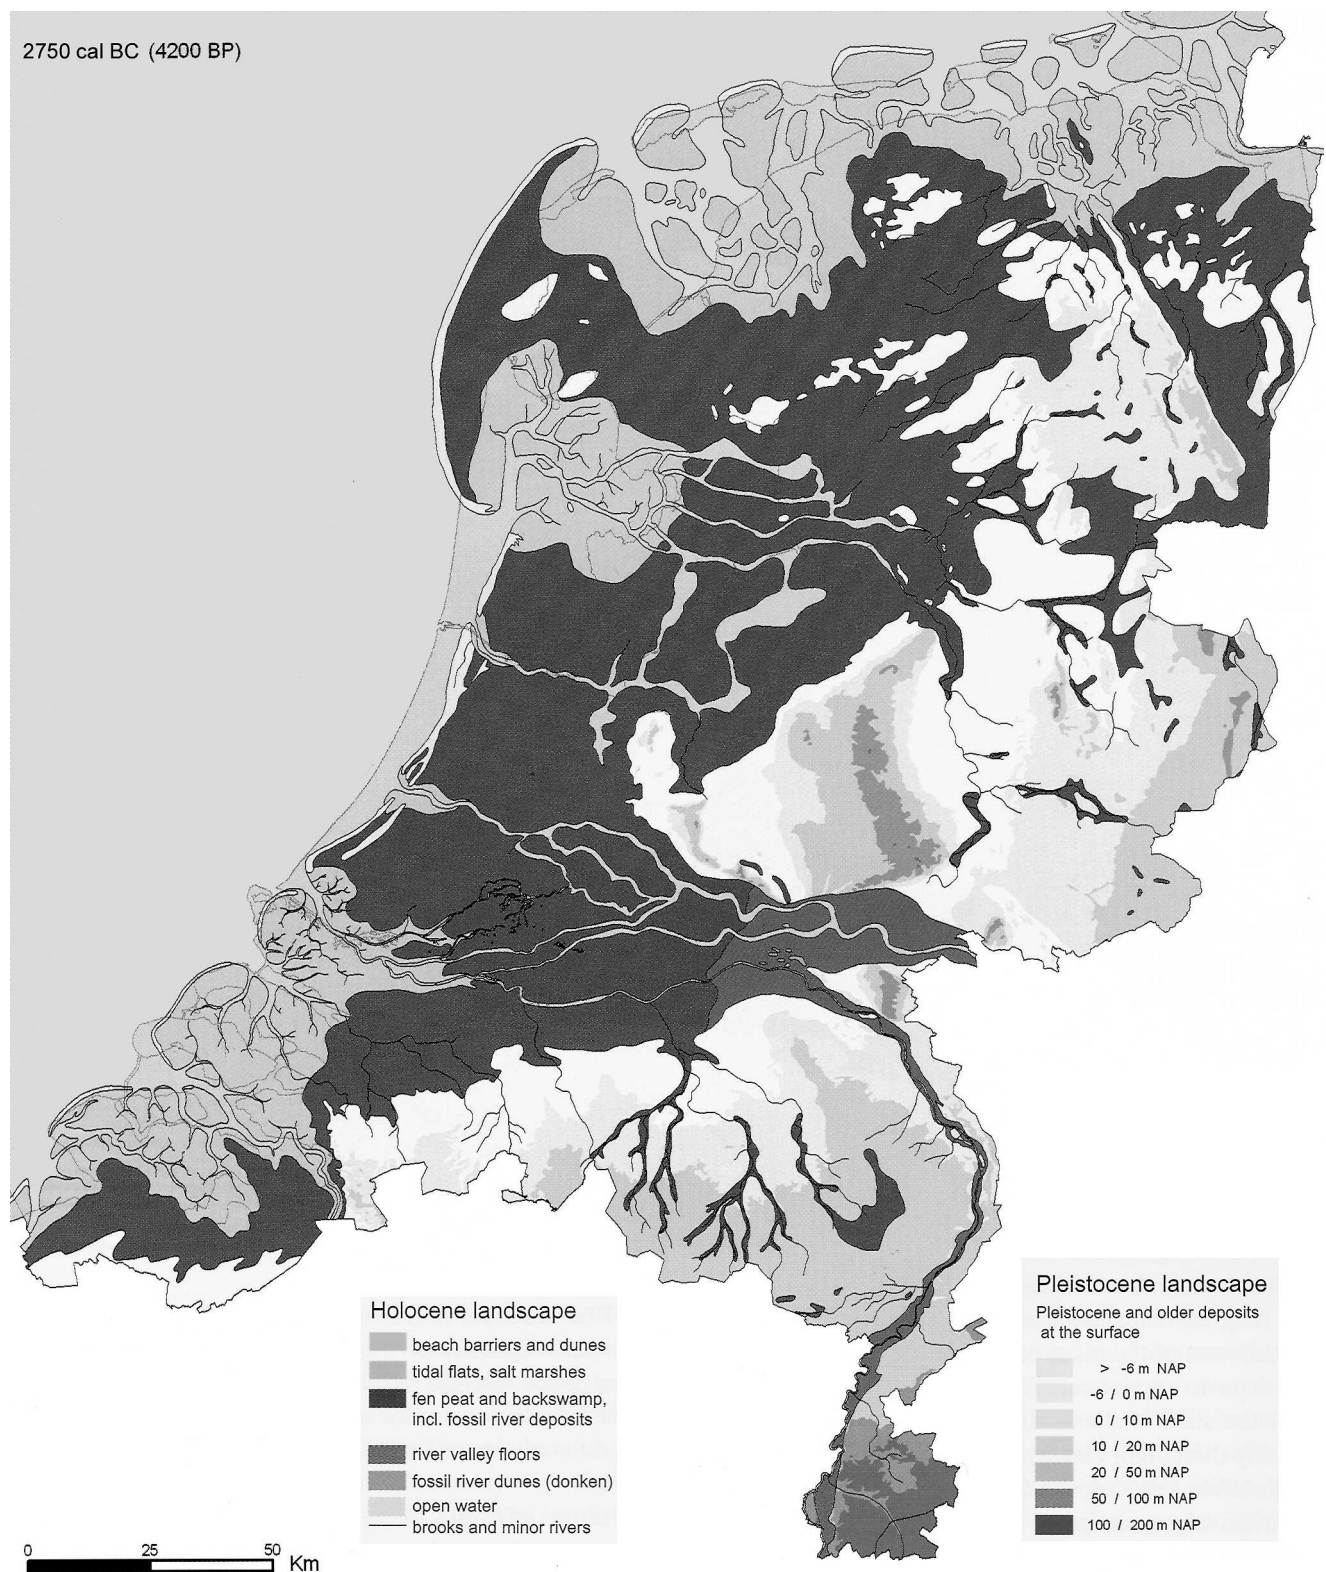 2750 cal BC (4200 BP)
Holocene landscape
beach barriers and dunes
tidal flats, salt marshes
fen peat and backswamp,
incl. fossil river deposits
river valley floors
fossil river dunes (donken)
open water
brooks and minor rivers
Pleistocene landscape
Pleistocene and older deposits
at the surface
> -6 m NAP
-6 / 0 m NAP
0 / 10 m NAP
10 / 20 m NAP
20 / 50 m NAP
50 / 100 m NAP
100 / 200 m NAP
0 25 50 Km